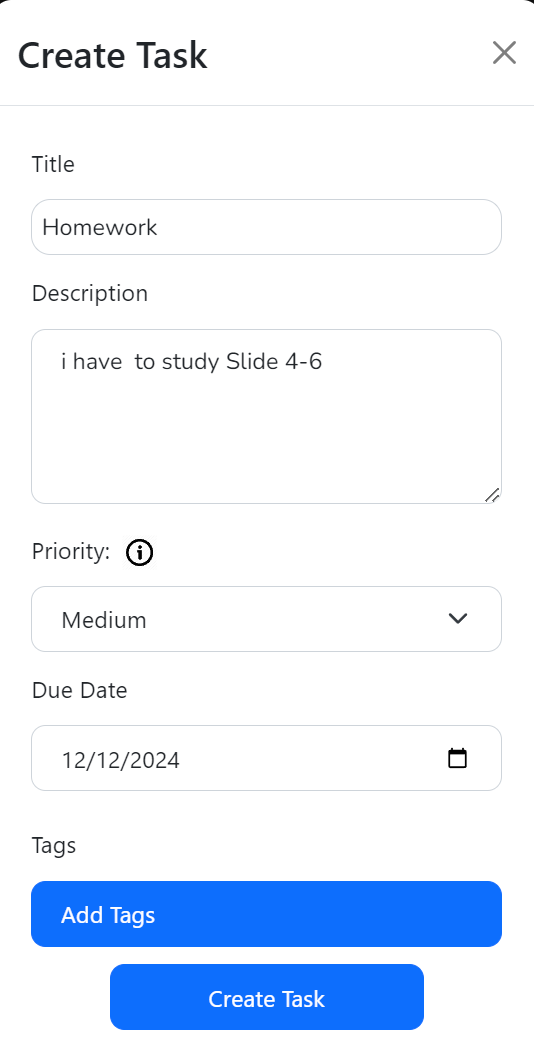 Create Task
Title
Homework
Description
i have  to study Slide 4-6
Priority:
Medium
Due Date
12/12/2024
Tags
Add Tags
Create Task